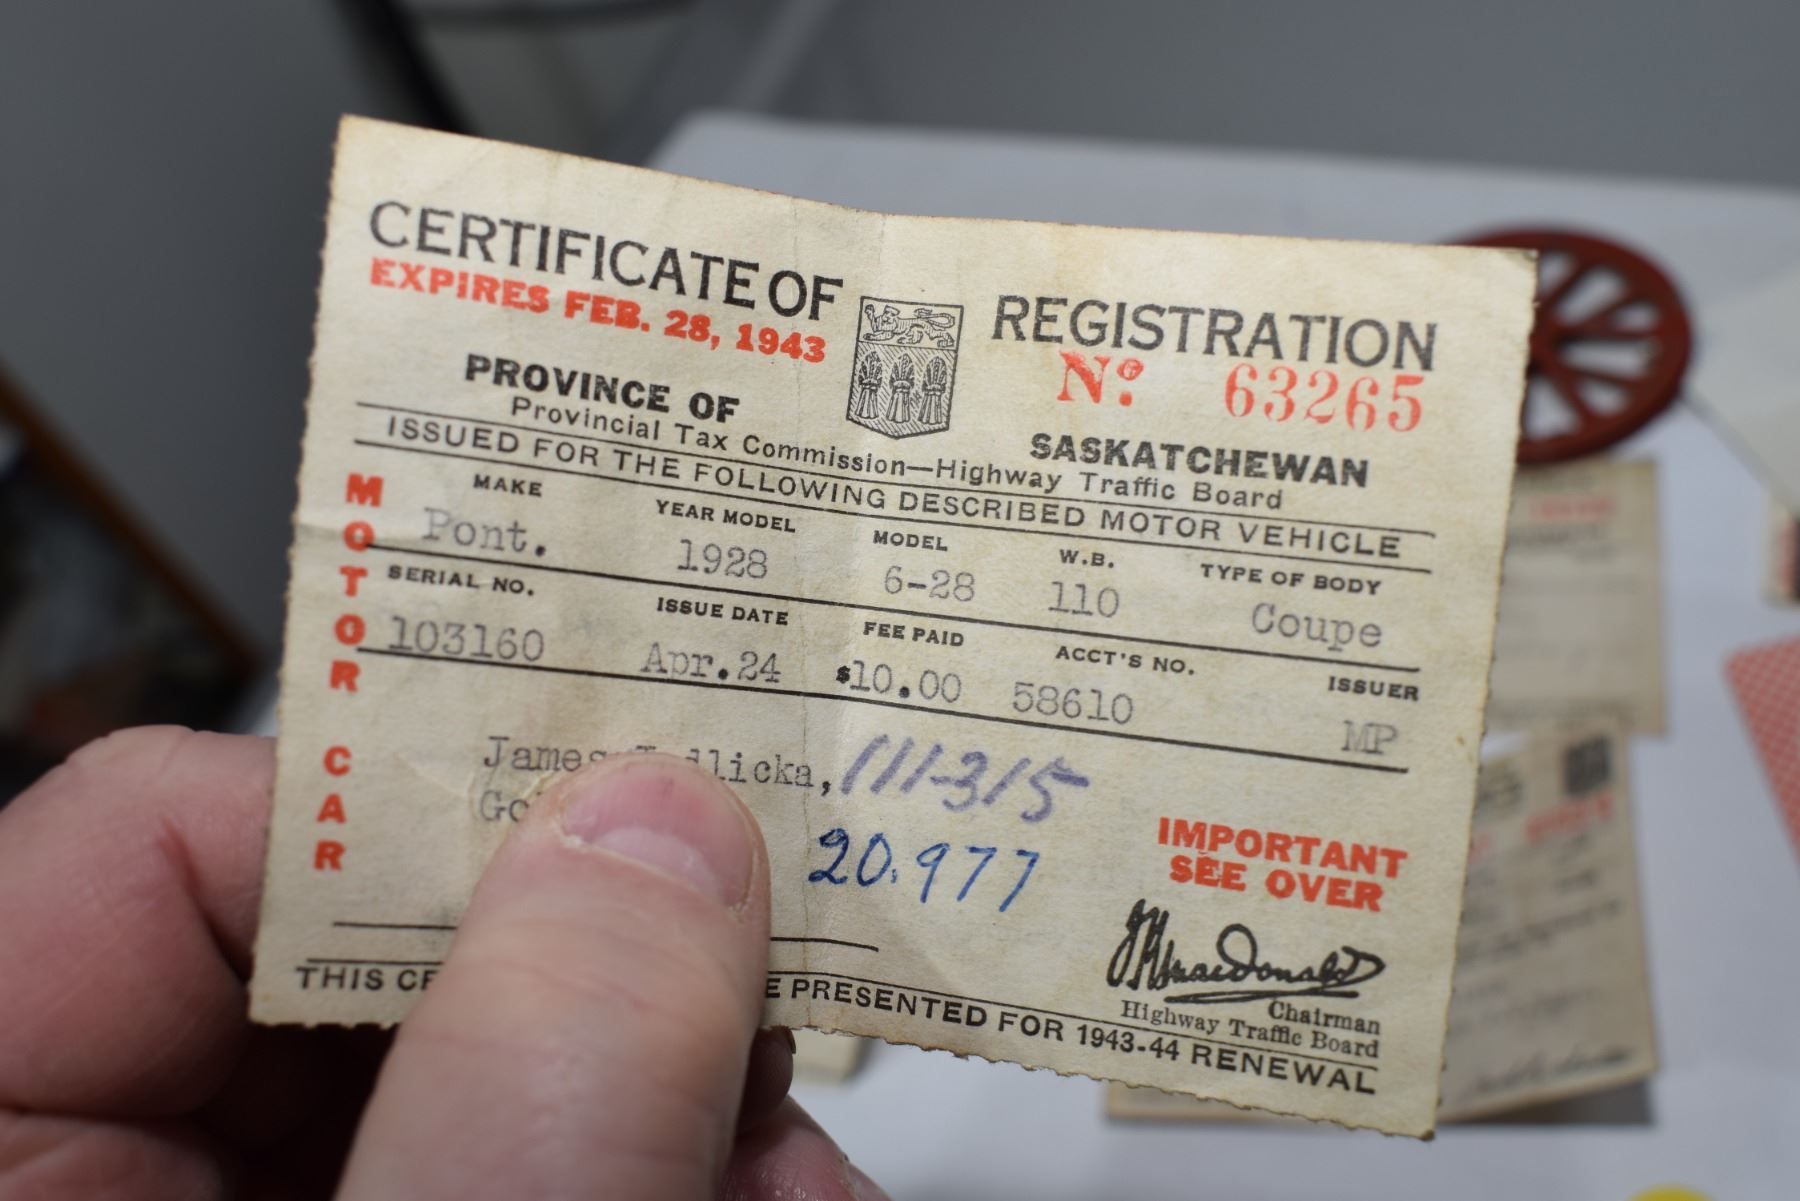 CERTIFICATE OF REGISTRATION
EXPIRES FEB. 28, 1943
Nº 63265
PROVINCE OF SASKATCHEWAN
Provincial Tax Commission—Highway Traffic Board
ISSUED FOR THE FOLLOWING DESCRIBED MOTOR VEHICLE
MOTOR CAR
MAKE YEAR MODEL MODEL W.B. TYPE OF BODY
Pont. 1928 6-28 110 Coupe
SERIAL NO. ISSUE DATE FEE PAID ACCT'S NO. ISSUER
103160 Apr.24 $10.00 58610 MP
James 111-315
20.977
IMPORTANT
SEE OVER
Chairman
Highway Traffic Board
THIS PRESENTED FOR 1943-44 RENEWAL